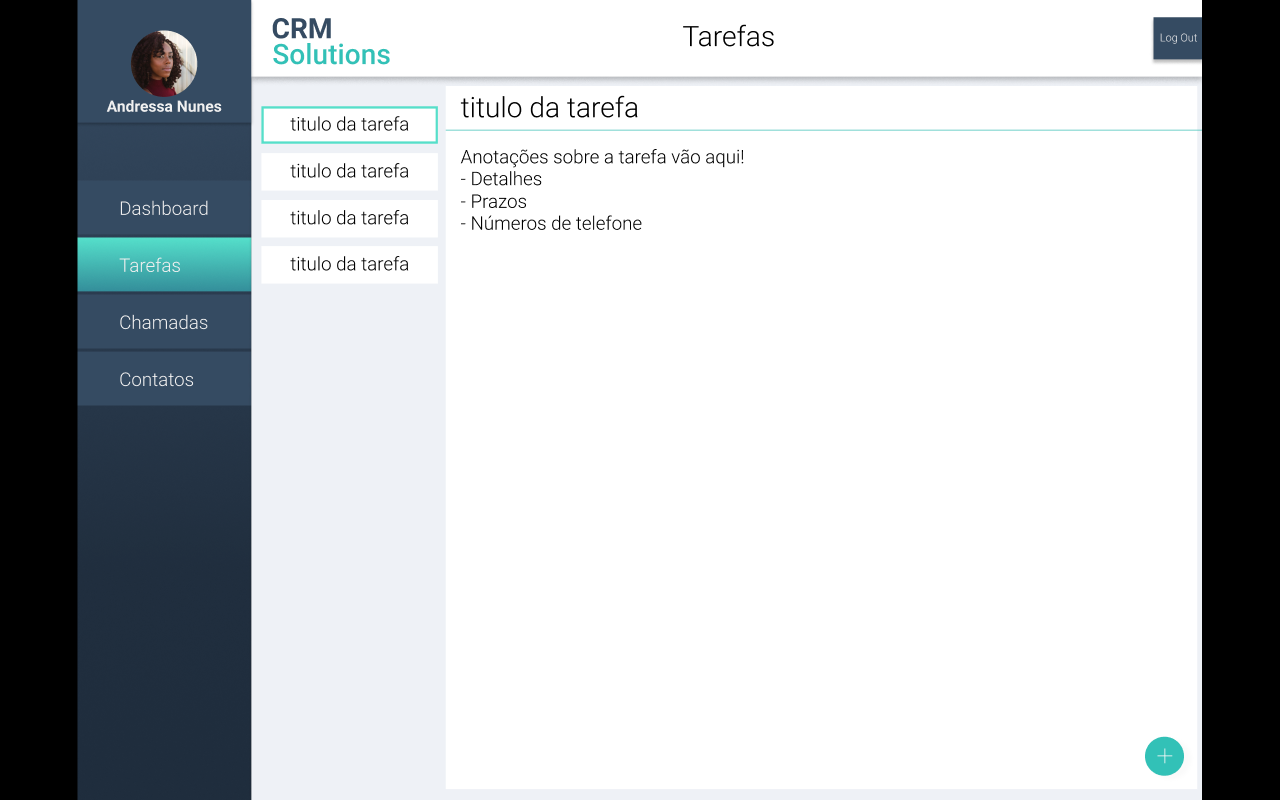 Andressa Nunes
Dashboard
Tarefas
Chamadas
Contatos
CRM
Solutions
Tarefas
Log Out
titulo da tarefa
titulo da tarefa
titulo da tarefa
titulo da tarefa
titulo da tarefa
Anotações sobre a tarefa vão aqui!
- Detalhes
- Prazos
- Números de telefone
+